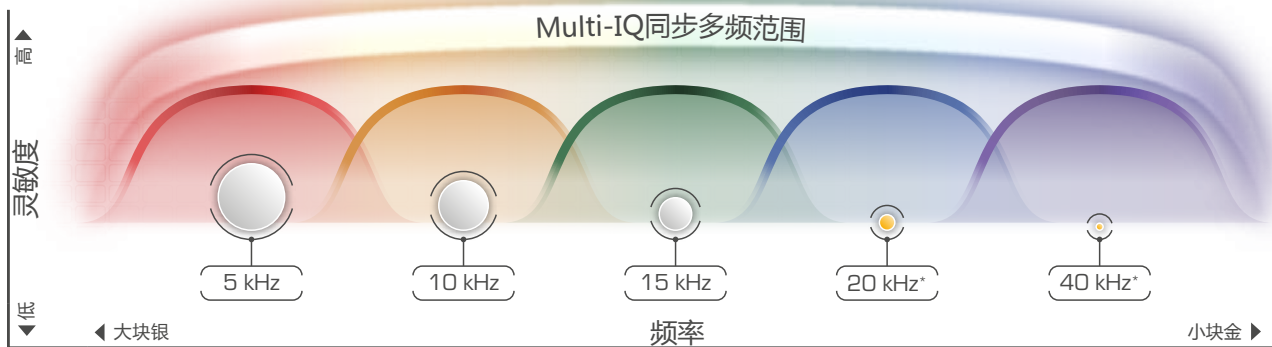 Multi-IQ同步多频范围
高
灵敏度
低
5 kHz
10 kHz
15 kHz
20 kHz*
40 kHz*
大块银
频率
小块金